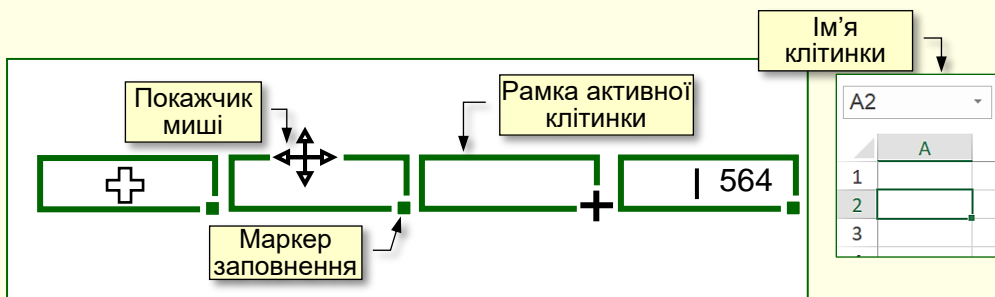 Ім’я
клітинки
Покажчик
миші
Рамка активної
клітинки
564
Маркер
заповнення
A2
A
1
2
3